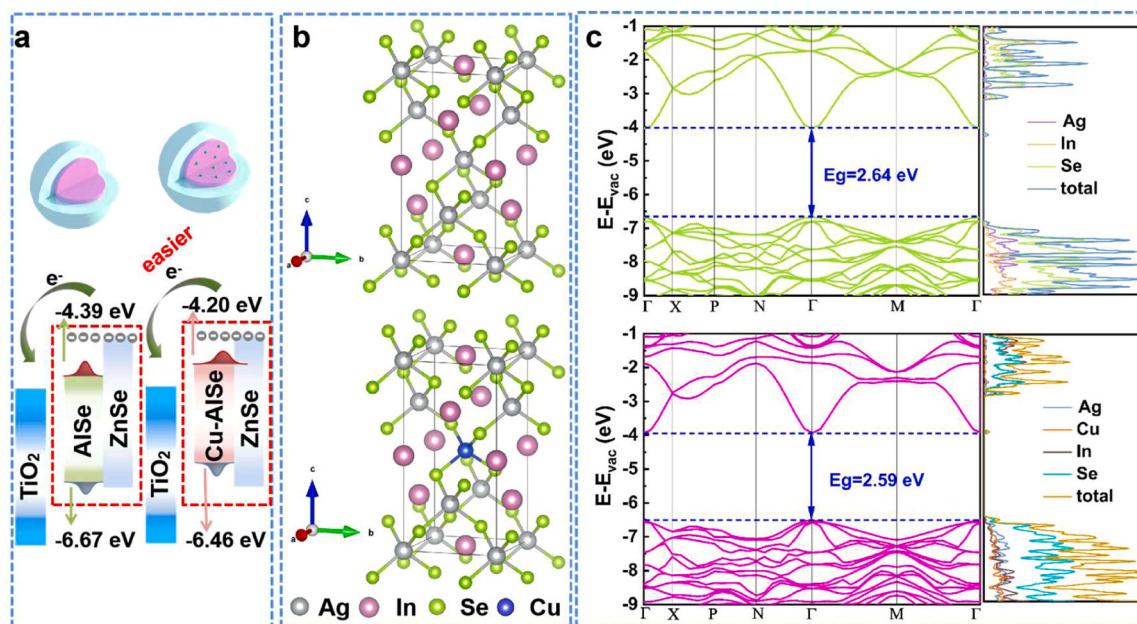 a
easier
e-
-4.39 eV
e-
-4.20 eV
TiO2
AlSe
ZnSe
TiO2
Cu-AlSe
ZnSe
-6.67 eV
-6.46 eV
b
c
a
b
c
a
b
Ag In Se Cu
c
E-Evac (eV)
-1
-2
-3
-4
-5
-6
-7
-8
-9
Eg=2.64 eV
Γ X P N Γ M Γ
Ag
In
Se
total
E-Evac (eV)
-1
-2
-3
-4
-5
-6
-7
-8
-9
Eg=2.59 eV
Γ X P N Γ M Γ
Ag
Cu
In
Se
total